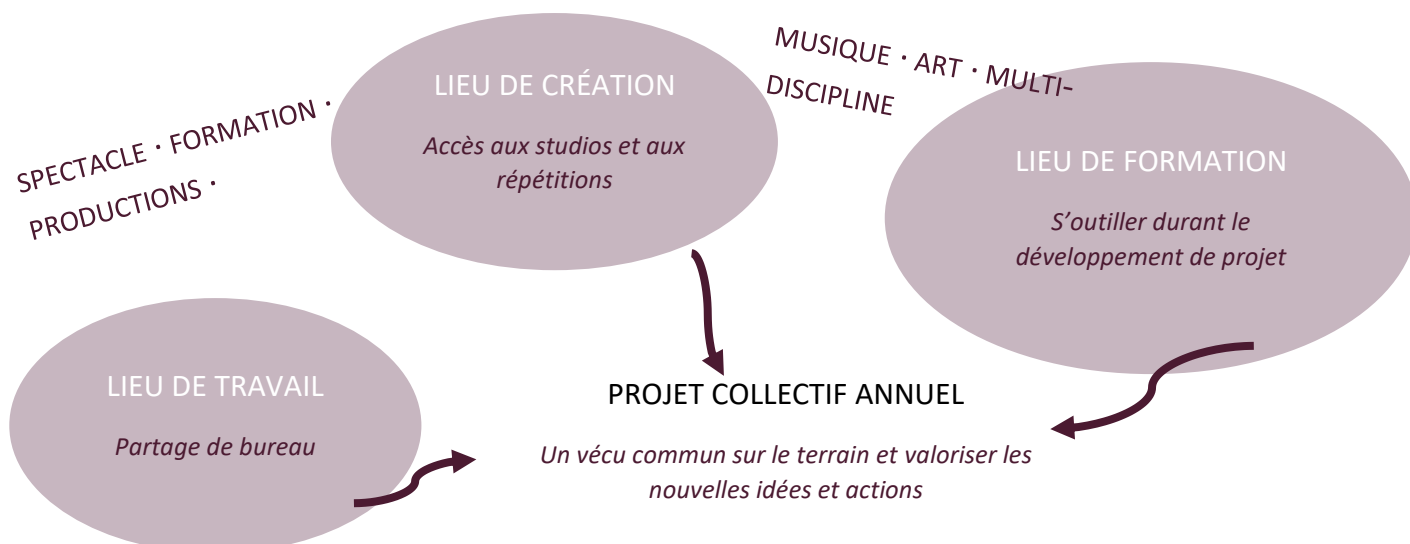 SPECTACLE · FORMATION ·
PRODUCTIONS ·
LIEU DE CRÉATION
Accès aux studios et aux
répétitions
MUSIQUE · ART · MULTI-
DISCIPLINE
LIEU DE FORMATION
S’outiller durant le
développement de projet
LIEU DE TRAVAIL
Partage de bureau
PROJET COLLECTIF ANNUEL
Un vécu commun sur le terrain et valoriser les
nouvelles idées et actions